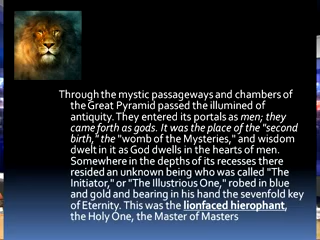 Through the mystic passageways and chambers of
the Great Pyramid passed the illumined of
antiquity. They entered its portals as men; they
came forth as gods. It was the place of the "second
birth," the "womb of the Mysteries," and wisdom
dwelt in it as God dwells in the hearts of men.
Somewhere in the depths of its recesses there
resided an unknown being who was called "The
Initiator," or "The Illustrious One," robed in blue
and gold and bearing in his hand the sevenfold key
of Eternity. This was the lionfaced hierophant,
the Holy One, the Master of Masters